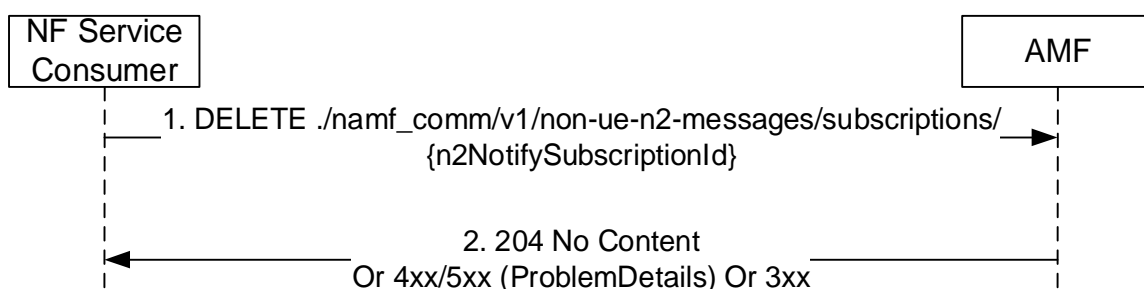 NF Service
Consumer
AMF
1. DELETE ./namf_comm/v1/non-ue-n2-messages/subscriptions/
{n2NotifySubscriptionId}
2. 204 No Content
Or 4xx/5xx (ProblemDetails) Or 3xx